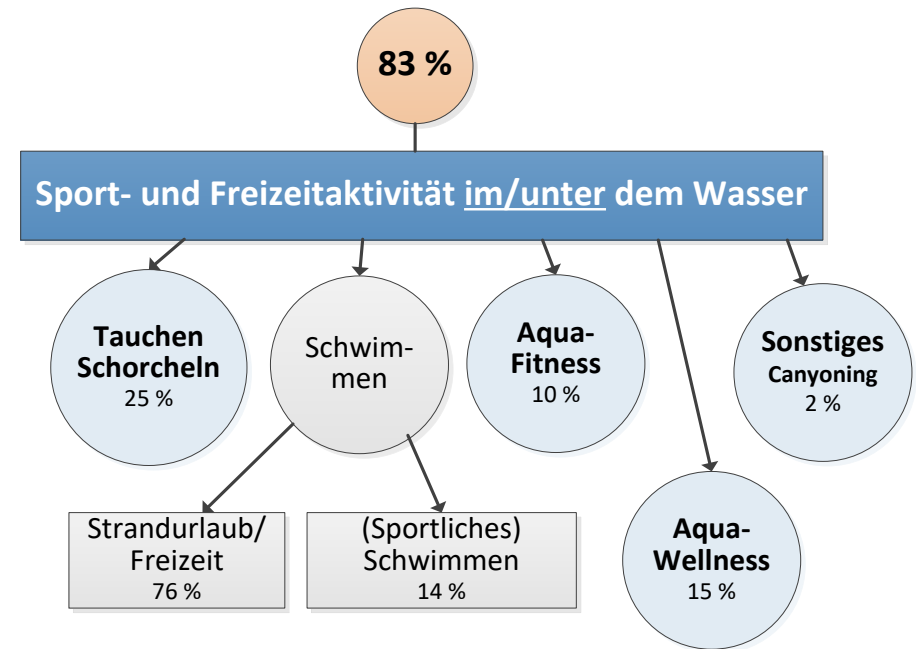 83 %
Sport- und Freizeitaktivität im/unter dem Wasser
Tauchen
Schorcheln
25 %
Schwim-
men
Aqua-
Fitness
10 %
Sonstiges
Canyoning
2 %
Strandurlaub/
Freizeit
76 %
(Sportliches)
Schwimmen
14 %
Aqua-
Wellness
15 %